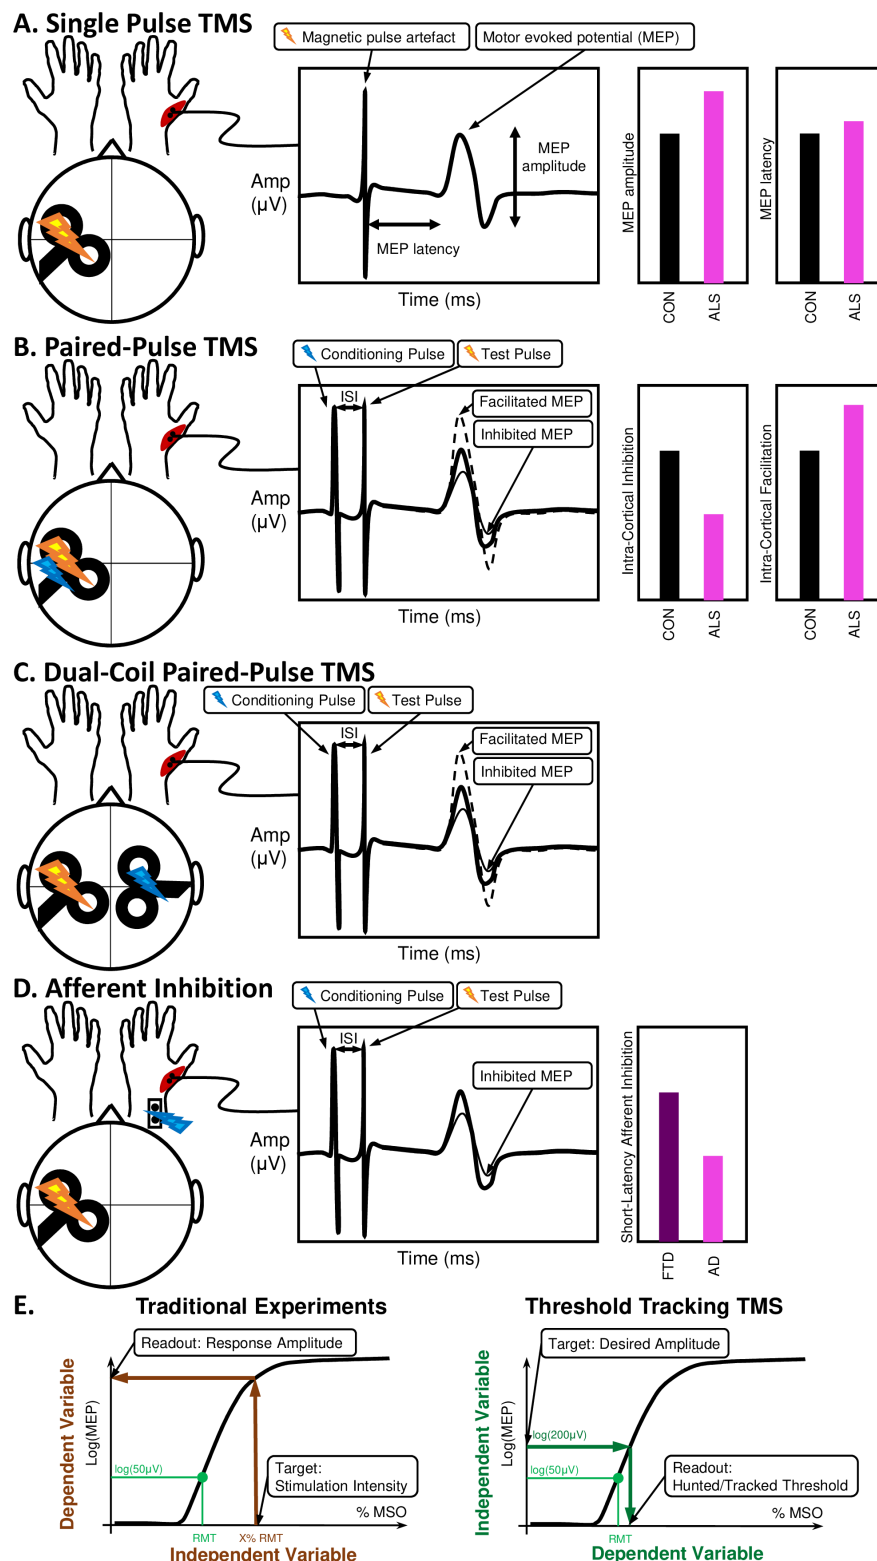 A. Single Pulse TMS
Magnetic pulse artefact
Motor evoked potential (MEP)
MEP
amplitude
Amp
(µV)
MEP latency
Time (ms)
MEP amplitude
CON
ALS
MEP latency
CON
ALS
B. Paired-Pulse TMS
Conditioning Pulse
Test Pulse
ISI
Facilitated MEP
Inhibited MEP
Amp
(µV)
Time (ms)
Intra-Cortical Inhibition
CON
ALS
Intra-Cortical Facilitation
CON
ALS
C. Dual-Coil Paired-Pulse TMS
Conditioning Pulse
Test Pulse
ISI
Facilitated MEP
Inhibited MEP
Amp
(µV)
Time (ms)
D. Afferent Inhibition
Conditioning Pulse
Test Pulse
ISI
Inhibited MEP
Amp
(µV)
Time (ms)
Short-Latency Afferent Inhibition
FTD
AD
E.
Traditional Experiments
Readout: Response Amplitude
Dependent Variable
Log(MEP)
log(50µV)
Target:
Stimulation Intensity
% MSO
RMT
X% RMT
Independent Variable
Threshold Tracking TMS
Target: Desired Amplitude
Independent Variable
Log(MEP)
log(200µV)
log(50µV)
Readout:
Hunted/Tracked Threshold
% MSO
RMT
Dependent Variable